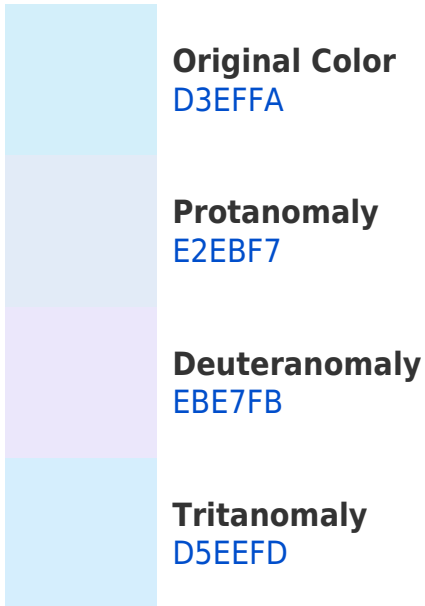 Original Color
D3EFFA
Protanomaly
E2EBF7
Deuteranomaly
EBE7FB
Tritanomaly
D5EEFD